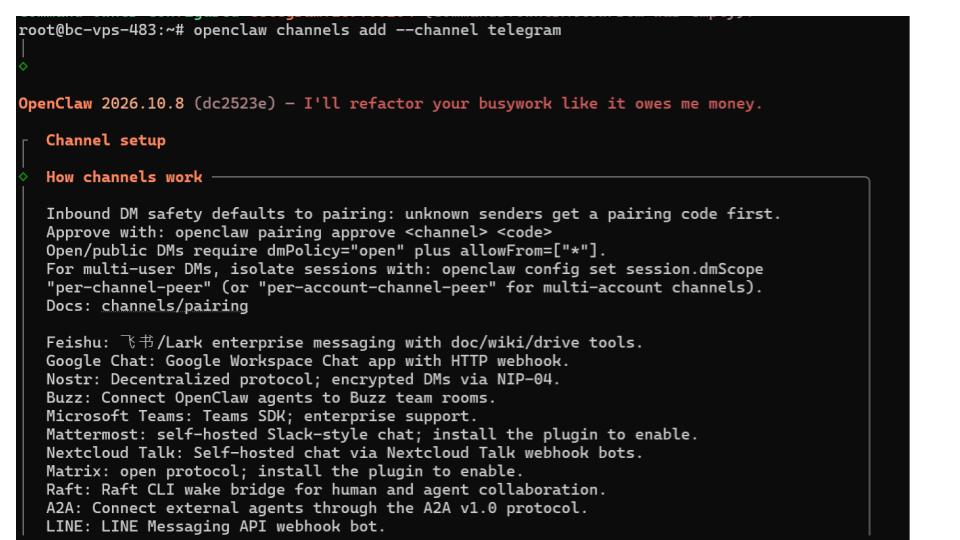 root@bc-vps-483:~# openclaw channels add --channel telegram
OpenClaw 2026.10.8 (dc2523e) — I'll refactor your busywork like it owes me money.
Channel setup
How channels work
Inbound DM safety defaults to pairing: unknown senders get a pairing code first.
Approve with: openclaw pairing approve <channel> <code>
Open/public DMs require dmPolicy="open" plus allowFrom=["*"].
For multi-user DMs, isolate sessions with: openclaw config set session.dmScope
"per-channel-peer" (or "per-account-channel-peer" for multi-account channels).
Docs: channels/pairing
Feishu: 飞书/Lark enterprise messaging with doc/wiki/drive tools.
Google Chat: Google Workspace Chat app with HTTP webhook.
Nostr: Decentralized protocol; encrypted DMs via NIP-04.
Buzz: Connect OpenClaw agents to Buzz team rooms.
Microsoft Teams: Teams SDK; enterprise support.
Mattermost: self-hosted Slack-style chat; install the plugin to enable.
Nextcloud Talk: Self-hosted chat via Nextcloud Talk webhook bots.
Matrix: open protocol; install the plugin to enable.
Raft: Raft CLI wake bridge for human and agent collaboration.
A2A: Connect external agents through the A2A v1.0 protocol.
LINE: LINE Messaging API webhook bot.